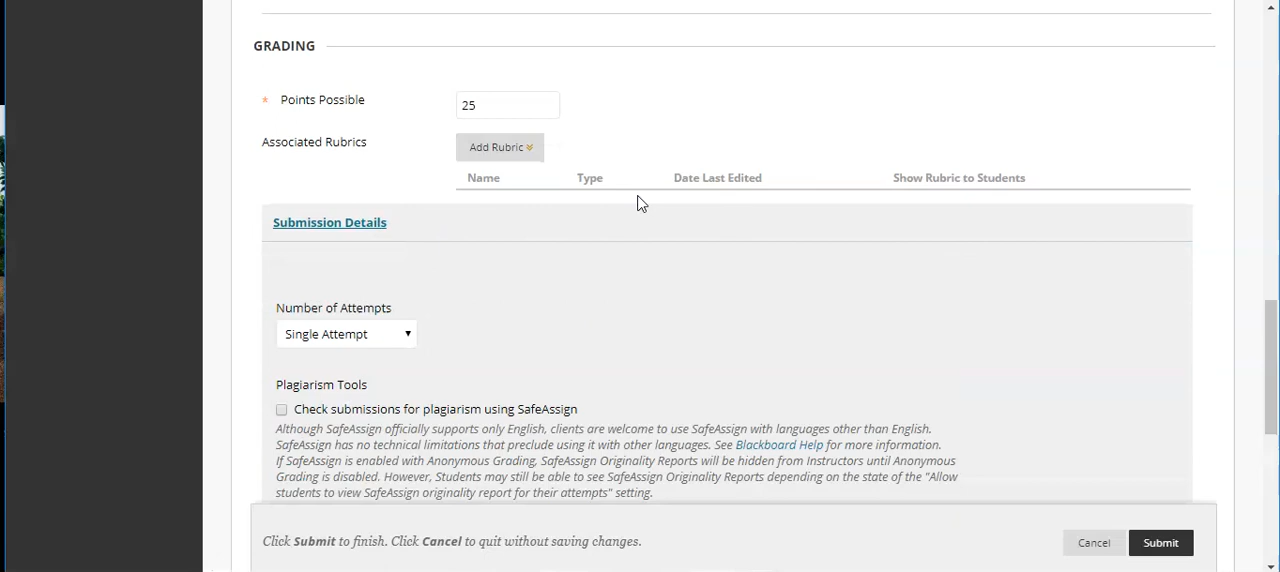 GRADING
* Points Possible
25
Associated Rubrics
Add Rubric
Name Type Date Last Edited Show Rubric to Students
Submission Details
Number of Attempts
Single Attempt
Plagiarism Tools
Check submissions for plagiarism using SafeAssign
Although SafeAssign officially supports only English, clients are welcome to use SafeAssign with languages other than English.
SafeAssign has no technical limitations that preclude using it with other languages. See Blackboard Help for more information.
If SafeAssign is enabled with Anonymous Grading, SafeAssign Originality Reports will be hidden from Instructors until Anonymous
Grading is disabled. However, Students may still be able to see SafeAssign Originality Reports depending on the state of the "Allow
students to view SafeAssign originality report for their attempts" setting.
Click Submit to finish. Click Cancel to quit without saving changes.
Cancel
Submit